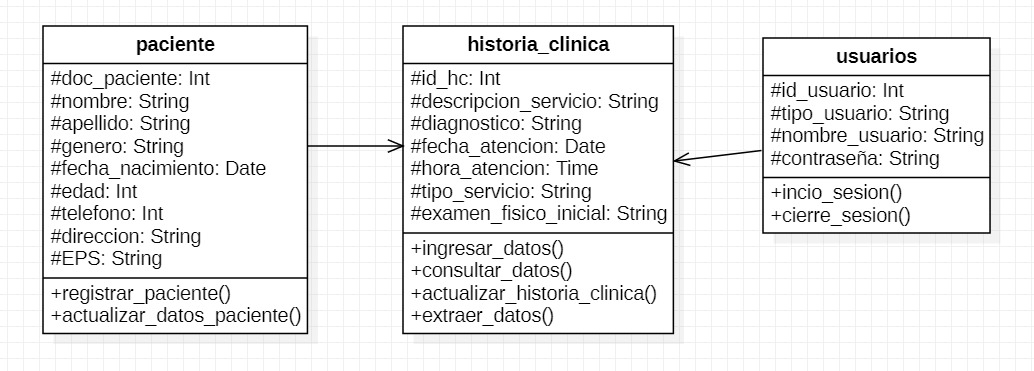 paciente
#doc_paciente: Int
#nombre: String
#apellido: String
#genero: String
#fecha_nacimiento: Date
#edad: Int
#telefono: Int
#direccion: String
#EPS: String
+registrar_paciente()
+actualizar_datos_paciente()
historia_clinica
#id_hc: Int
#descripcion_servicio: String
#diagnostico: String
#fecha_atencion: Date
#hora_atencion: Time
#tipo_servicio: String
#examen_fisico_inicial: String
+ingresar_datos()
+consultar_datos()
+actualizar_historia_clinica()
+extraer_datos()
usuarios
#id_usuario: Int
#tipo_usuario: String
#nombre_usuario: String
#contraseña: String
+incio_sesion()
+cierre_sesion()